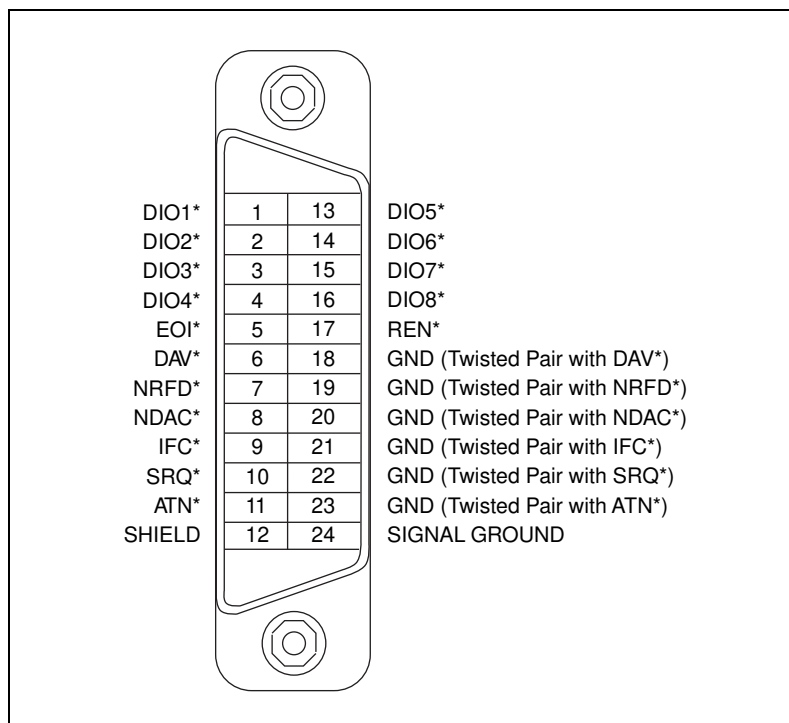 DIO1* 1 13 DIO5*
DIO2* 2 14 DIO6*
DIO3* 3 15 DIO7*
DIO4* 4 16 DIO8*
EOI* 5 17 REN*
DAV* 6 18 GND (Twisted Pair with DAV*)
NRFD* 7 19 GND (Twisted Pair with NRFD*)
NDAC* 8 20 GND (Twisted Pair with NDAC*)
IFC* 9 21 GND (Twisted Pair with IFC*)
SRQ* 10 22 GND (Twisted Pair with SRQ*)
ATN* 11 23 GND (Twisted Pair with ATN*)
SHIELD 12 24 SIGNAL GROUND